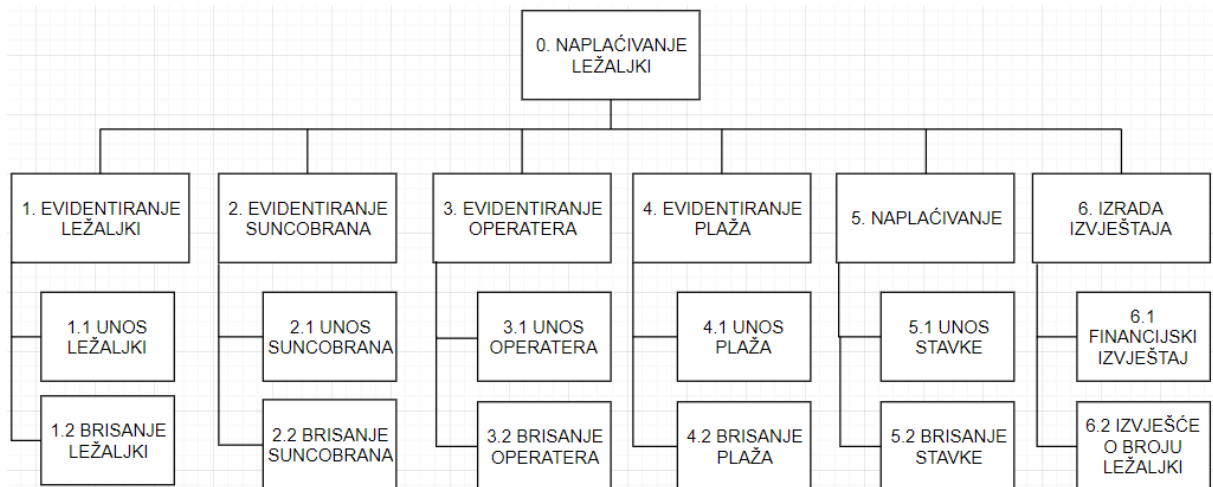 0. NAPLAĆIVANJE
LEŽALJKI
1. EVIDENTIRANJE
LEŽALJKI
2. EVIDENTIRANJE
SUNCOBRANA
3. EVIDENTIRANJE
OPERATERA
4. EVIDENTIRANJE
PLAŽA
5. NAPLAĆIVANJE
6. IZRADA
IZVJEŠTAJA
1.1 UNOS
LEŽALJKI
2.1 UNOS
SUNCOBRANA
3.1 UNOS
OPERATERA
4.1 UNOS
PLAŽA
5.1 UNOS
STAVKE
6.1
FINANCIJSKI
IZVJEŠTAJ
1.2 BRISANJE
LEŽALJKI
2.2 BRISANJE
SUNCOBRANA
3.2 BRISANJE
OPERATERA
4.2 BRISANJE
PLAŽA
5.2 BRISANJE
STAVKE
6.2 IZVJEŠĆE
O BROJU
LEŽALJKI